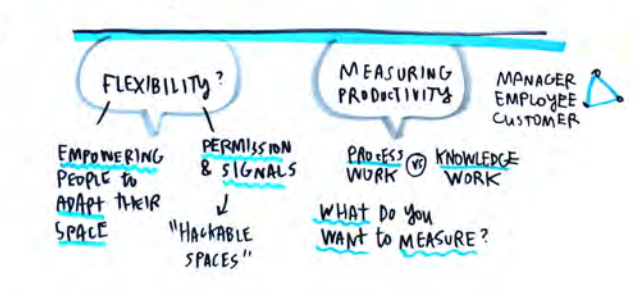 FLEXIBILITY?
EMPOWERING
PEOPLE to
ADAPT THEIR
SPACE
PERMISSION
& SIGNALS
"HACKABLE
SPACES"
MEASURING
PRODUCTIVITY
PROCESS
WORK
VS
KNOWLEDGE
WORK
WHAT DO YOU
WANT to MEASURE?
MANAGER
EMPLOYEE
CUSTOMER